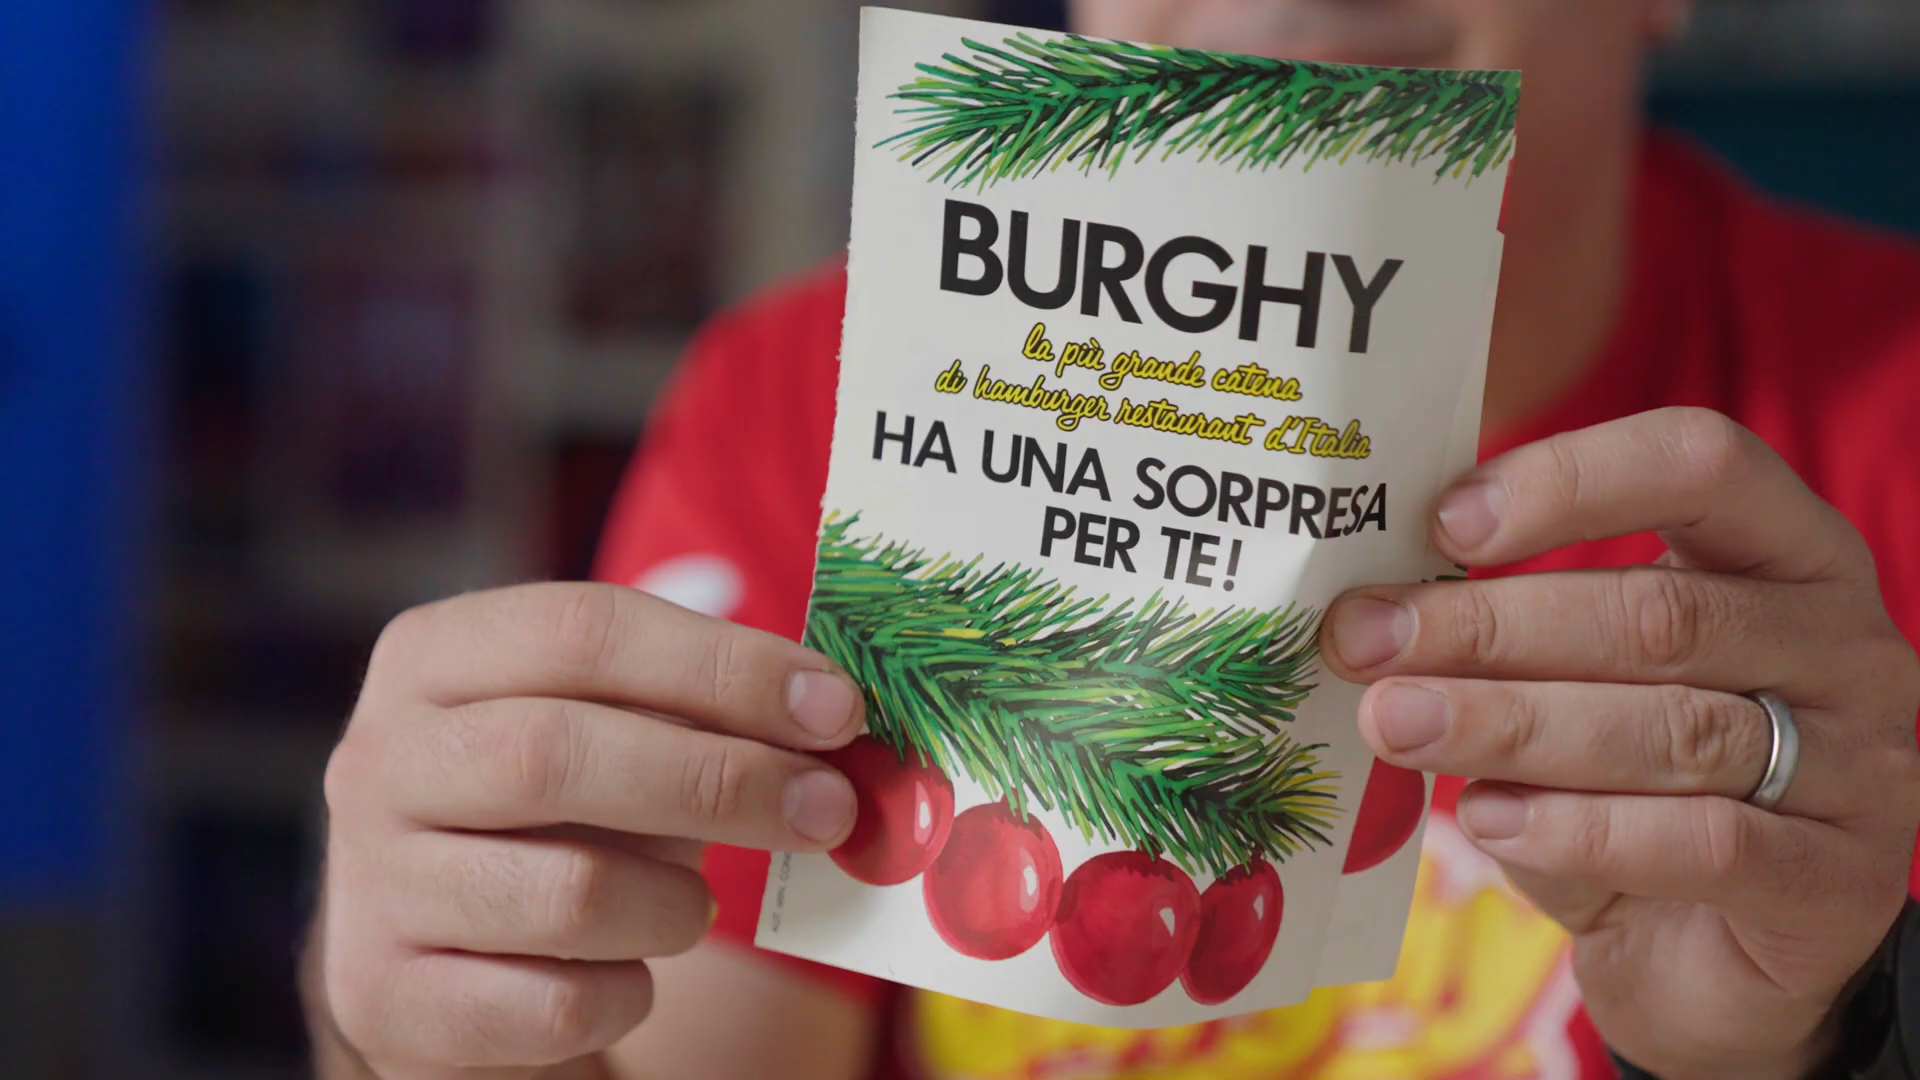 BURGHY
la più grande catena
di hamburger restaurant d'Italia
HA UNA SORPRESA
PER TE!